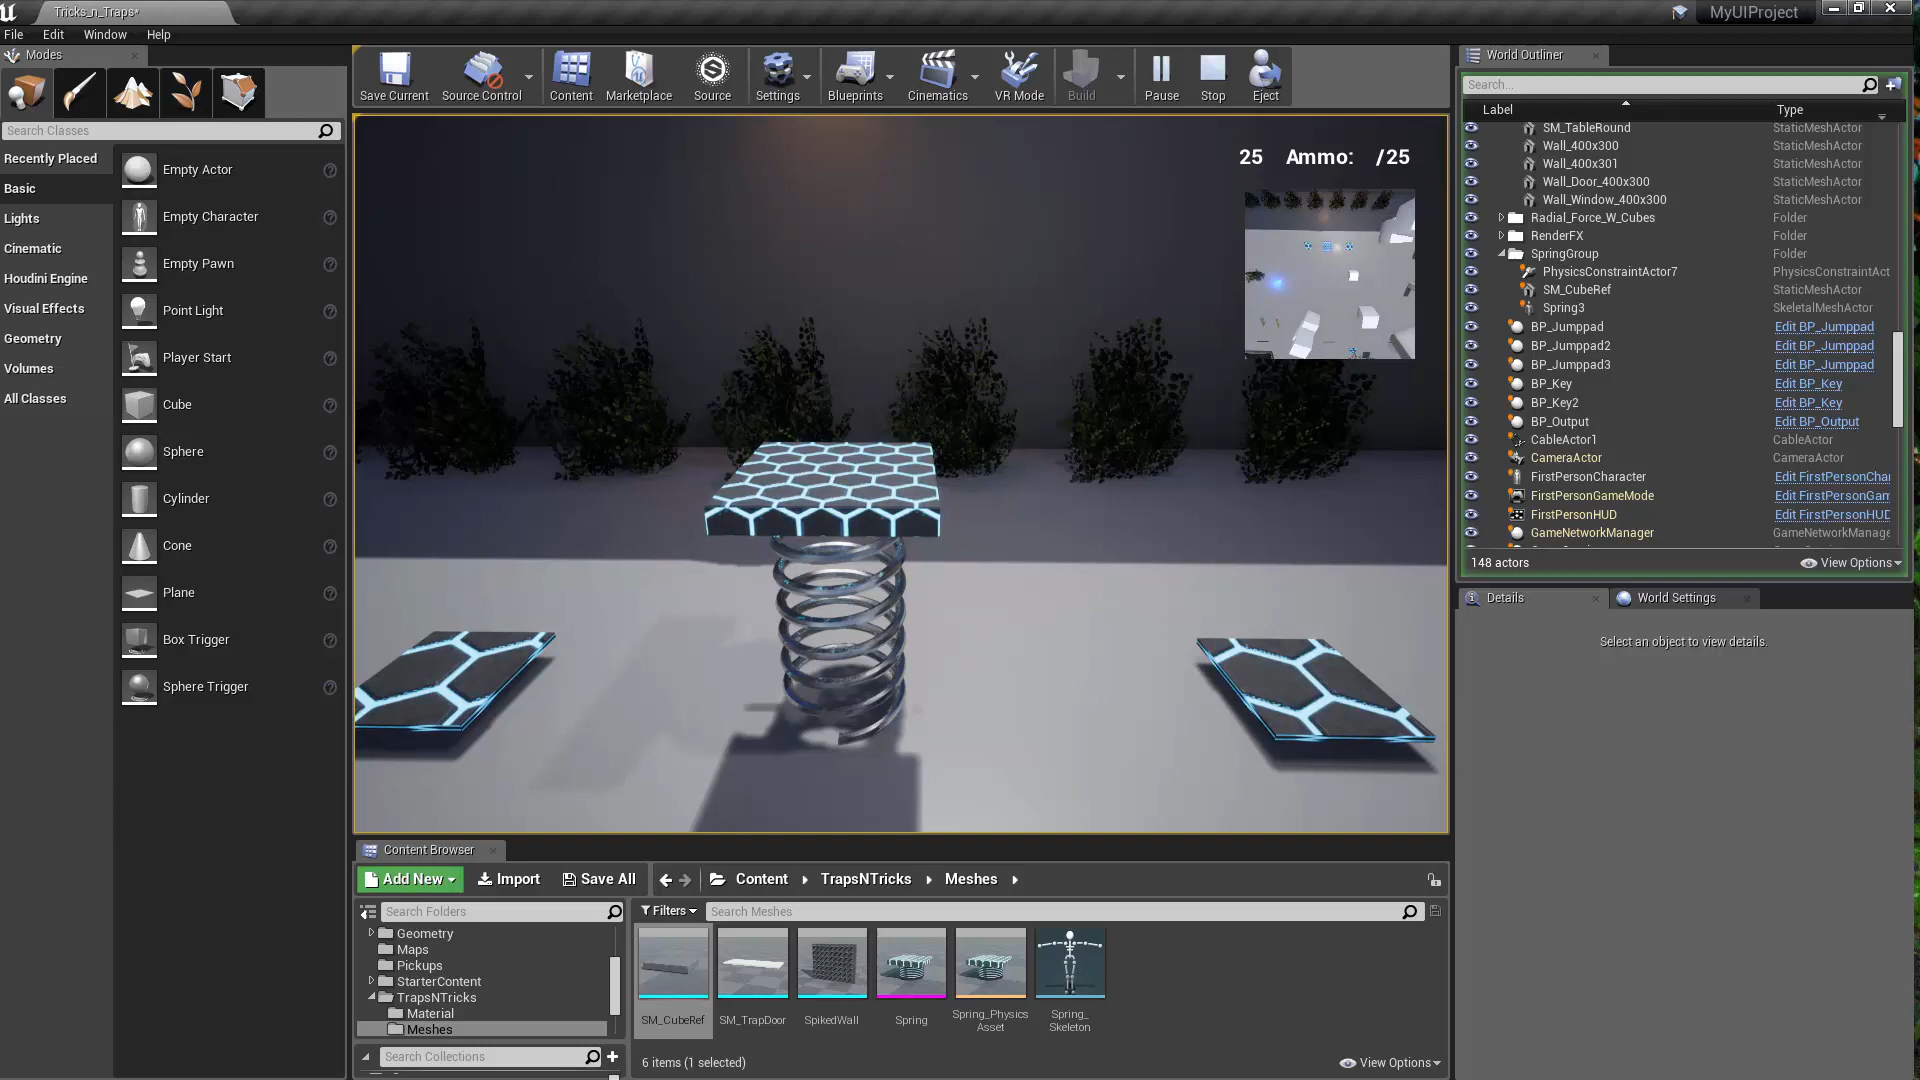 Tricks_n_Traps*
MyUIProject
File Edit Window Help
Modes
Search Classes
Recently Placed
Basic
Lights
Cinematic
Houdini Engine
Visual Effects
Geometry
Volumes
All Classes
Empty Actor
Empty Character
Empty Pawn
Point Light
Player Start
Cube
Sphere
Cylinder
Cone
Plane
Box Trigger
Sphere Trigger
Save Current Source Control Content Marketplace Source Settings Blueprints Cinematics VR Mode Build Pause Stop Eject
25 Ammo: /25
World Outliner
Search...
Label Type
SM_TableRound StaticMeshActor
Wall_400x300 StaticMeshActor
Wall_400x301 StaticMeshActor
Wall_Door_400x300 StaticMeshActor
Wall_Window_400x300 StaticMeshActor
Radial_Force_W_Cubes Folder
RenderFX Folder
SpringGroup Folder
PhysicsConstraintActor7 PhysicsConstraintAct
SM_CubeRef StaticMeshActor
Spring3 SkeletalMeshActor
BP_Jumppad Edit BP_Jumppad
BP_Jumppad2 Edit BP_Jumppad
BP_Jumppad3 Edit BP_Jumppad
BP_Key Edit BP_Key
BP_Key2 Edit BP_Key
BP_Output Edit BP_Output
CableActor1 CableActor
CameraActor CameraActor
FirstPersonCharacter Edit FirstPersonChar
FirstPersonGameMode Edit FirstPersonGam
FirstPersonHUD Edit FirstPersonHUD
GameNetworkManager GameNetworkManage
148 actors View Options
Details World Settings
Select an object to view details.
Content Browser
Add New Import Save All Content TrapsNTricks Meshes
Search Folders
Geometry
Maps
Pickups
StarterContent
TrapsNTricks
Material
Meshes
Search Collections
Filters Search Meshes
SM_CubeRef SM_TrapDoor SpikedWall Spring Spring_Physics Spring_
Asset Skeleton
6 items (1 selected) View Options